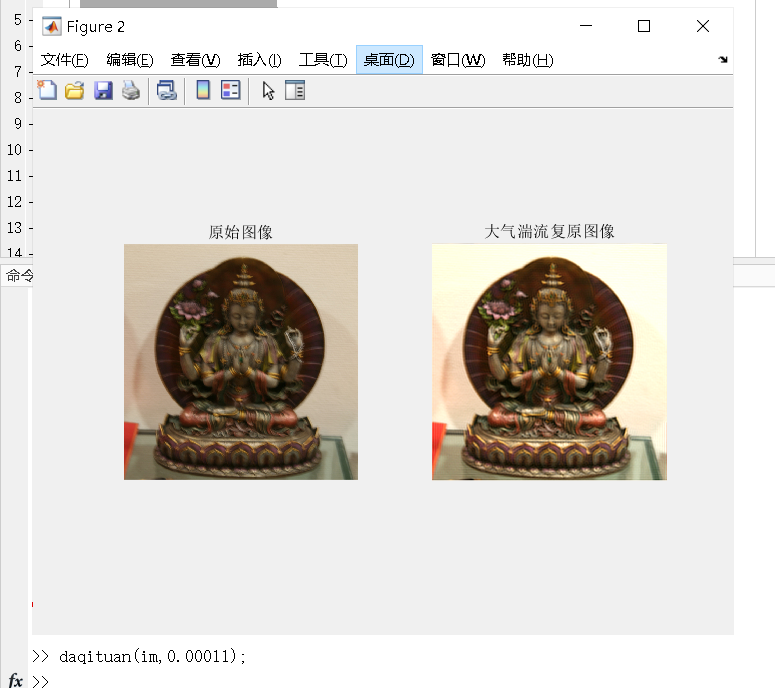 5
6
7
8
9
10
11
12
13
14
Figure 2
文件(F) 编辑(E) 查看(V) 插入(I) 工具(T) 桌面(D) 窗口(W) 帮助(H)
原始图像
大气湍流复原图像
命令
>> daqituan(im,0.00011);
fx >>